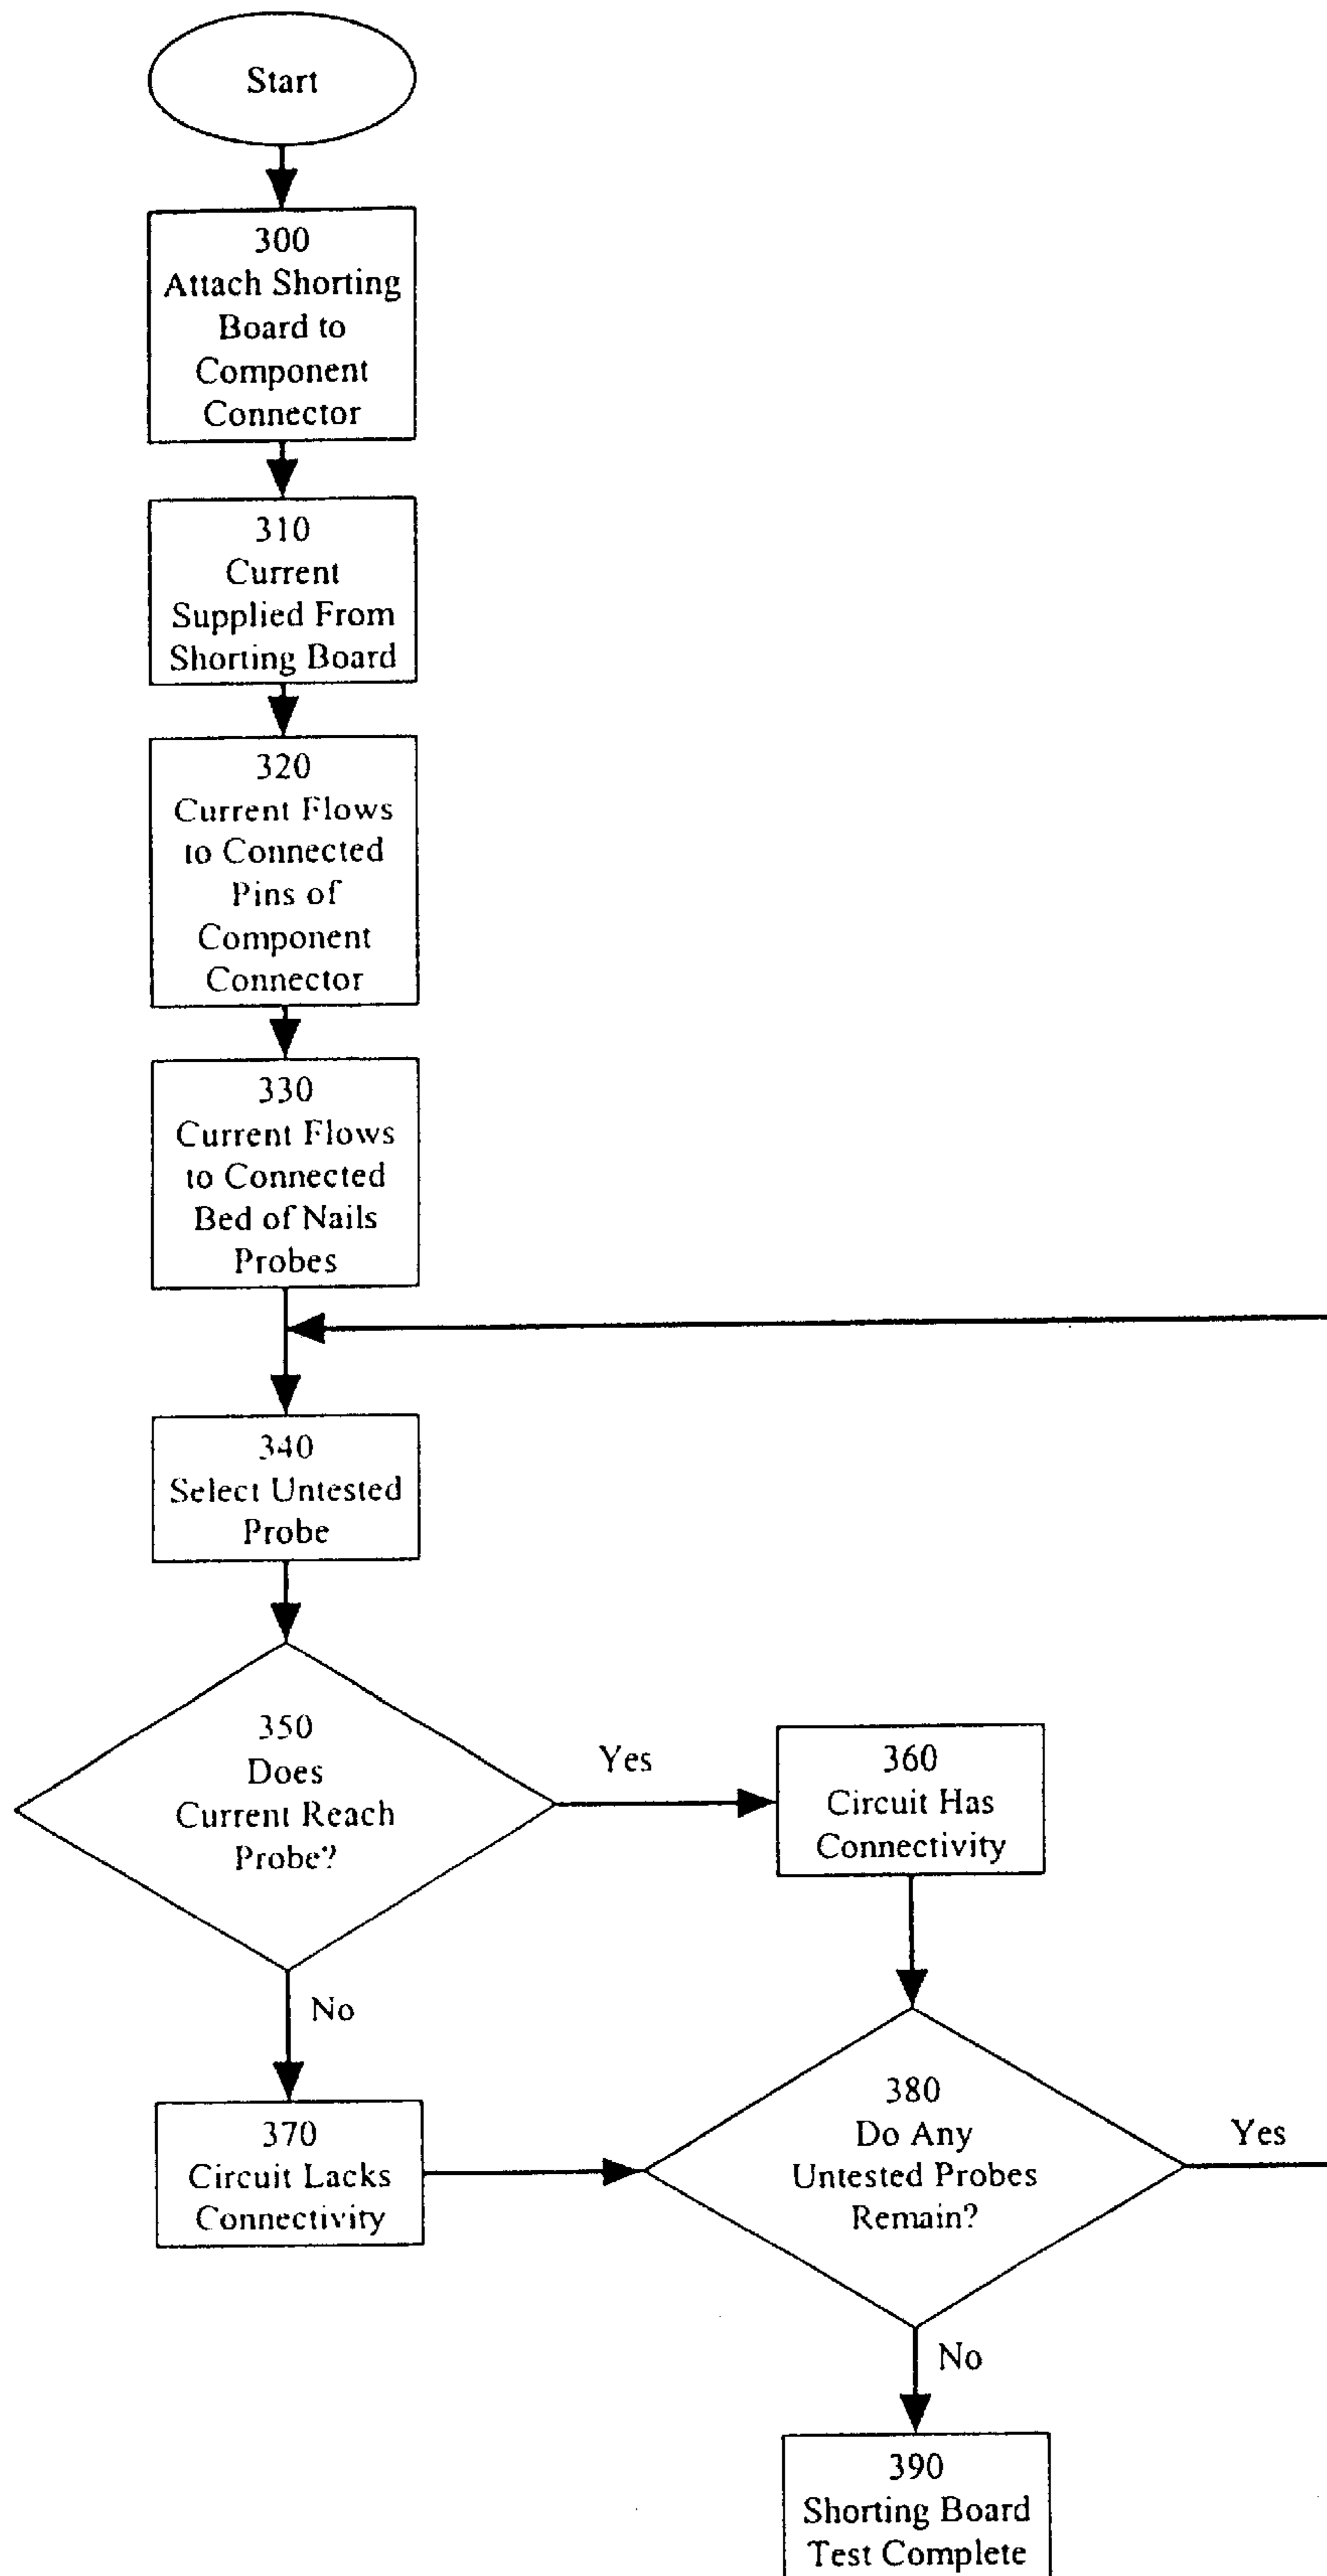 Start
300
Attach Shorting
Board to
Component
Connector
310
Current
Supplied From
Shorting Board
320
Current Flows
to Connected
Pins of
Component
Connector
330
Current Flows
to Connected
Bed of Nails
Probes
340
Select Untested
Probe
350
Does
Current Reach
Probe?
Yes
360
Circuit Has
Connectivity
No
370
Circuit Lacks
Connectivity
380
Do Any
Untested Probes
Remain?
Yes
No
390
Shorting Board
Test Complete